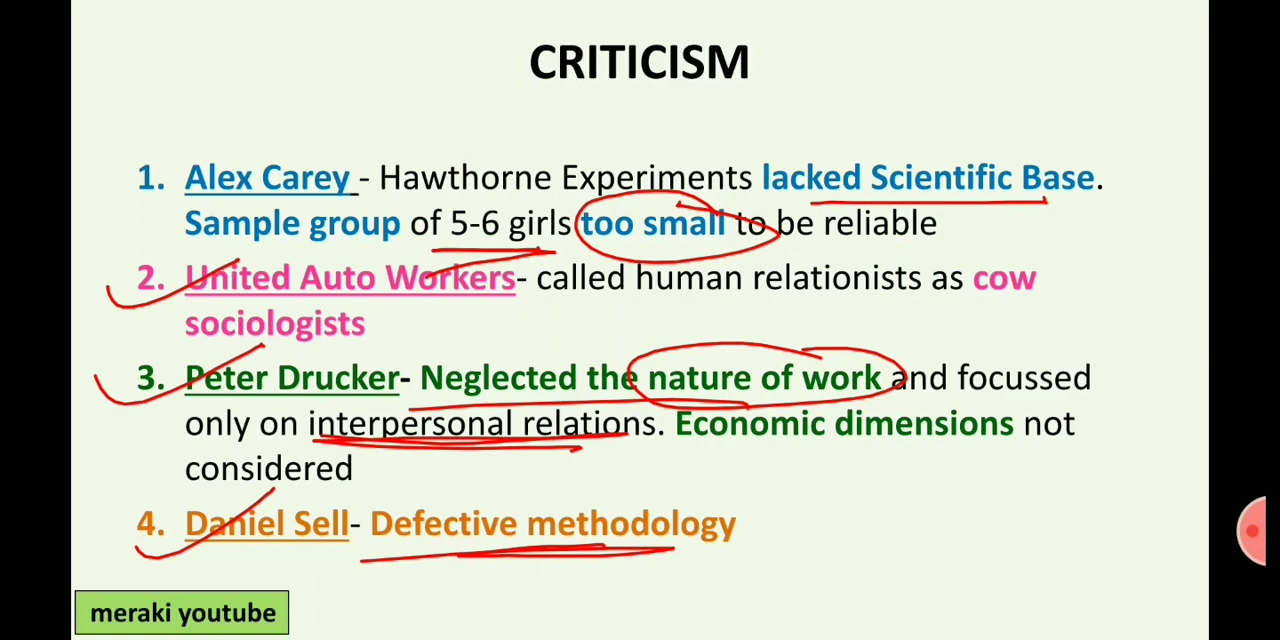 CRITICISM
1. Alex Carey - Hawthorne Experiments lacked Scientific Base.
Sample group of 5-6 girls too small to be reliable
2. United Auto Workers- called human relationists as cow
sociologists
3. Peter Drucker- Neglected the nature of work and focussed
only on interpersonal relations. Economic dimensions not
considered
4. Daniel Sell- Defective methodology
meraki youtube